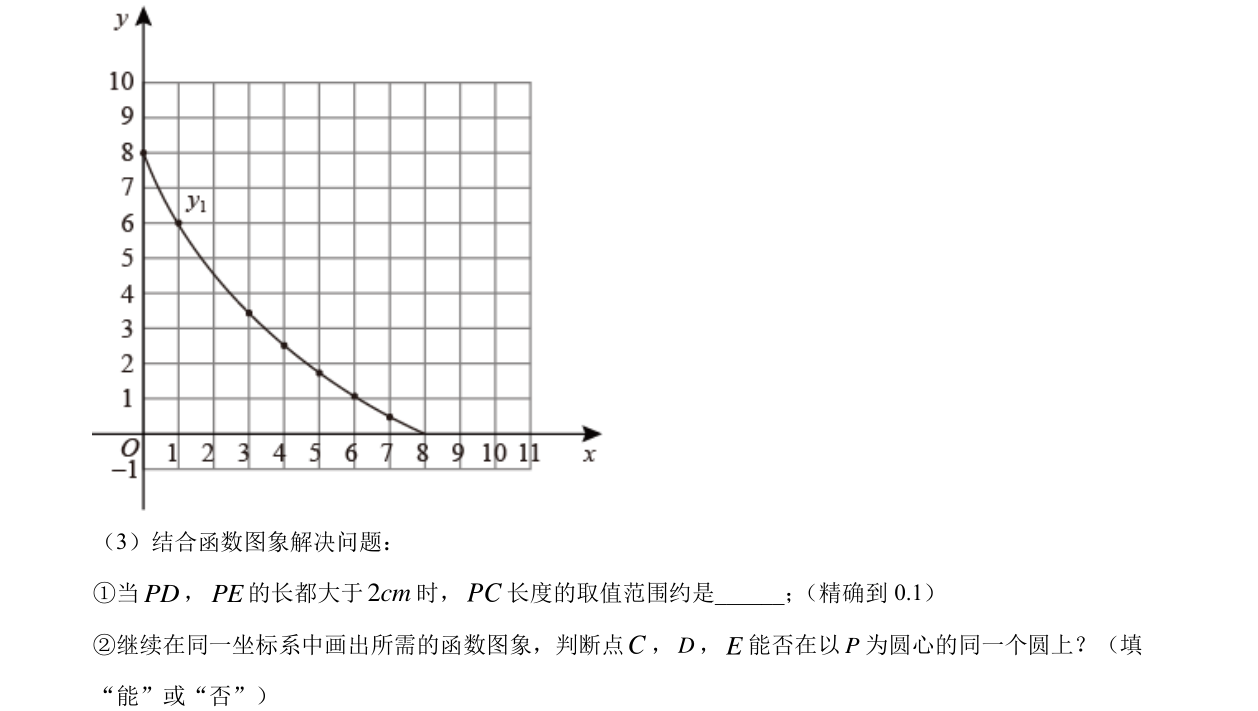 y
10
9
8
7
y₁
6
5
4
3
2
1
O 1 2 3 4 5 6 7 8 9 10 11 x
−1
（3）结合函数图象解决问题：
①当PD，PE的长都大于2cm时，PC长度的取值范围约是______；（精确到 0.1）
②继续在同一坐标系中画出所需的函数图象，判断点C，D，E能否在以P为圆心的同一个圆上？（填
“能”或“否”）